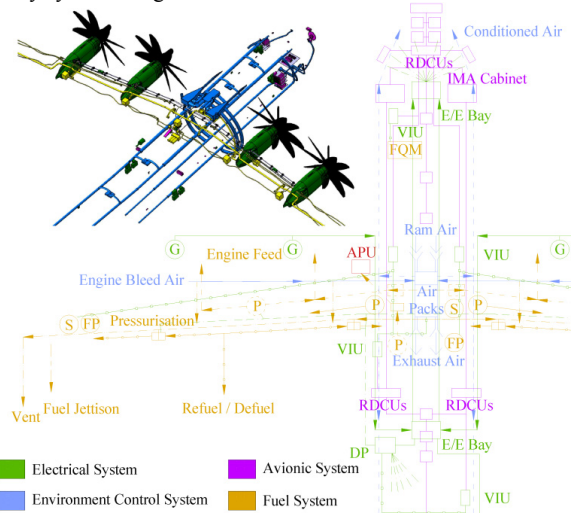 Conditioned Air
RDCUs
IMA Cabinet
E/E Bay
VIU
FQM
Ram Air
G
G
G
Engine Feed
APU
VIU
Engine Bleed Air
Air
Packs
P
P
S
P
S
FP
Pressurisation
P
FP
VIU
Exhaust Air
Vent
Fuel Jettison
Refuel / Defuel
RDCUs
RDCUs
E/E Bay
DP
VIU
Electrical System
Avionic System
Environment Control System
Fuel System